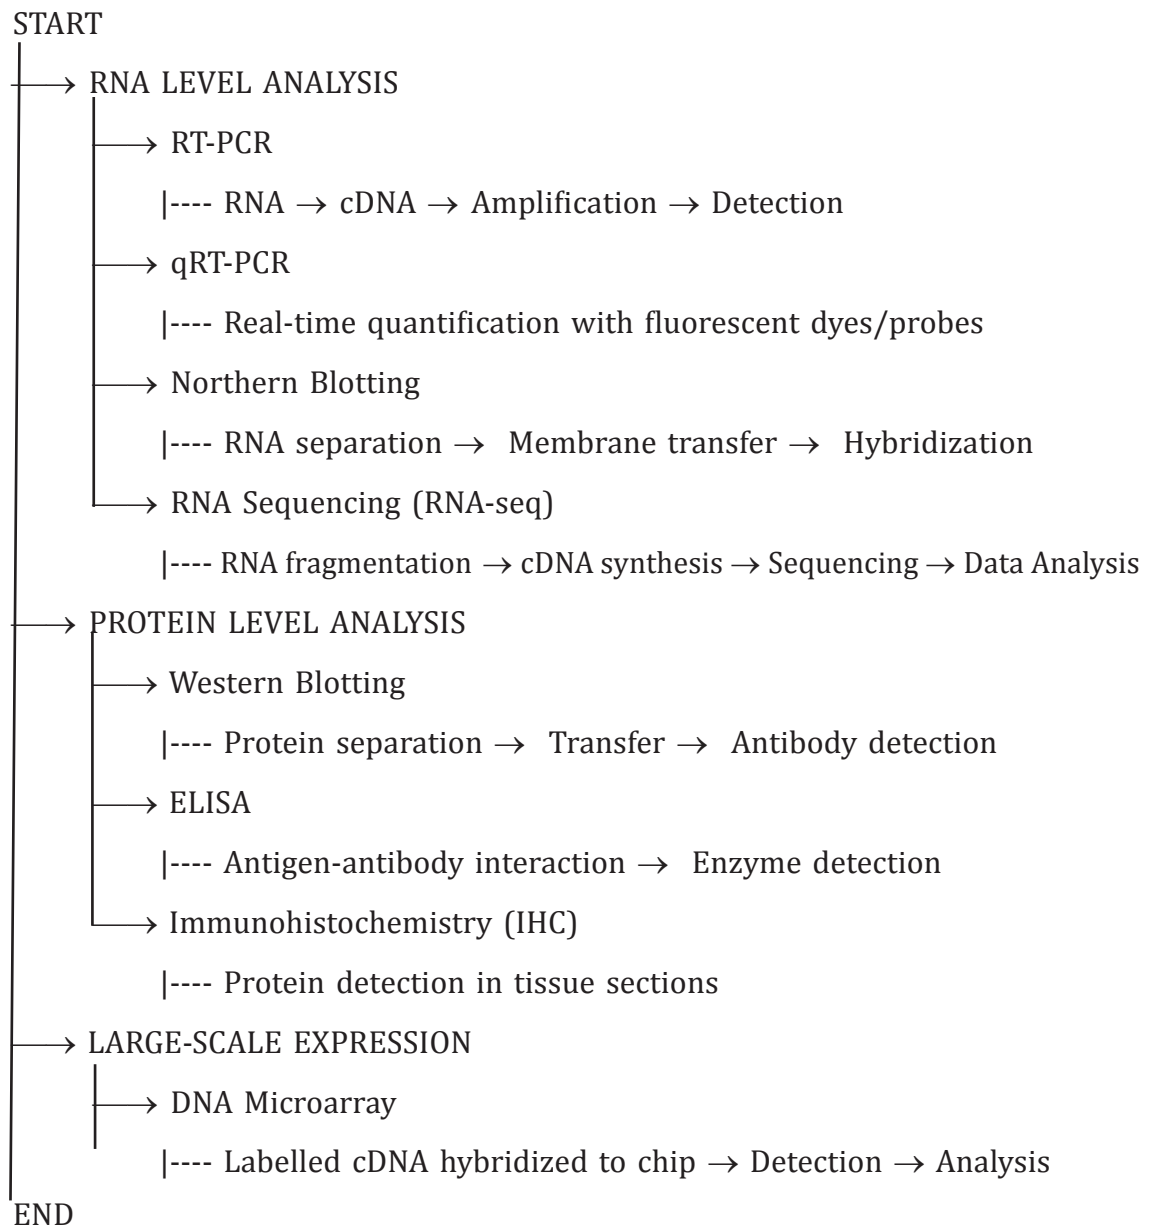 START
→ RNA LEVEL ANALYSIS
→ RT-PCR
|---- RNA → cDNA → Amplification → Detection
→ qRT-PCR
|---- Real-time quantification with fluorescent dyes/probes
→ Northern Blotting
|---- RNA separation → Membrane transfer → Hybridization
→ RNA Sequencing (RNA-seq)
|---- RNA fragmentation → cDNA synthesis → Sequencing → Data Analysis
→ PROTEIN LEVEL ANALYSIS
→ Western Blotting
|---- Protein separation → Transfer → Antibody detection
→ ELISA
|---- Antigen-antibody interaction → Enzyme detection
→ Immunohistochemistry (IHC)
|---- Protein detection in tissue sections
→ LARGE-SCALE EXPRESSION
→ DNA Microarray
|---- Labelled cDNA hybridized to chip → Detection → Analysis
END